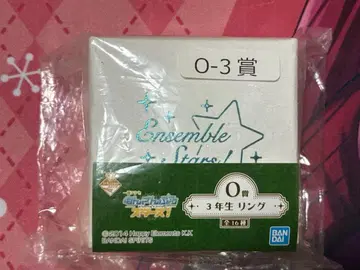 O-3賞
Ensemble
Stars!
O賞
3年生 リング
全16種
©2014 Happy Elements K.K
BANDAI SPIRITS
BANDAI